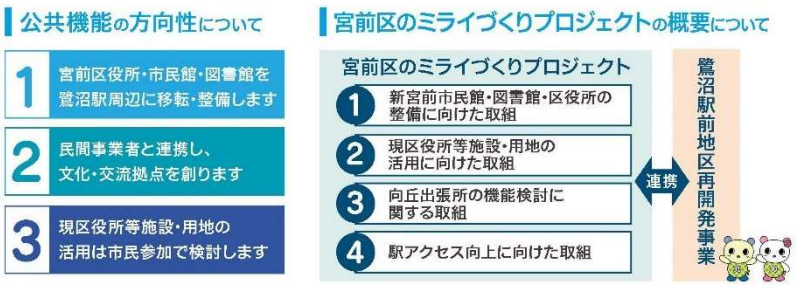 公共機能の方向性について
1
宮前区役所・市民館・図書館を
鷺沼駅周辺に移転・整備します
2
民間事業者と連携し、
文化・交流拠点を創ります
3
現区役所等施設・用地の
活用は市民参加で検討します
宮前区のミライづくりプロジェクトの概要について
宮前区のミライづくりプロジェクト
1
新宮前市民館・図書館・区役所の
整備に向けた取組
2
現区役所等施設・用地の
活用に向けた取組
3
向丘出張所の機能検討に
関する取組
4
駅アクセス向上に向けた取組
連携
鷺沼駅前地区再開発事業